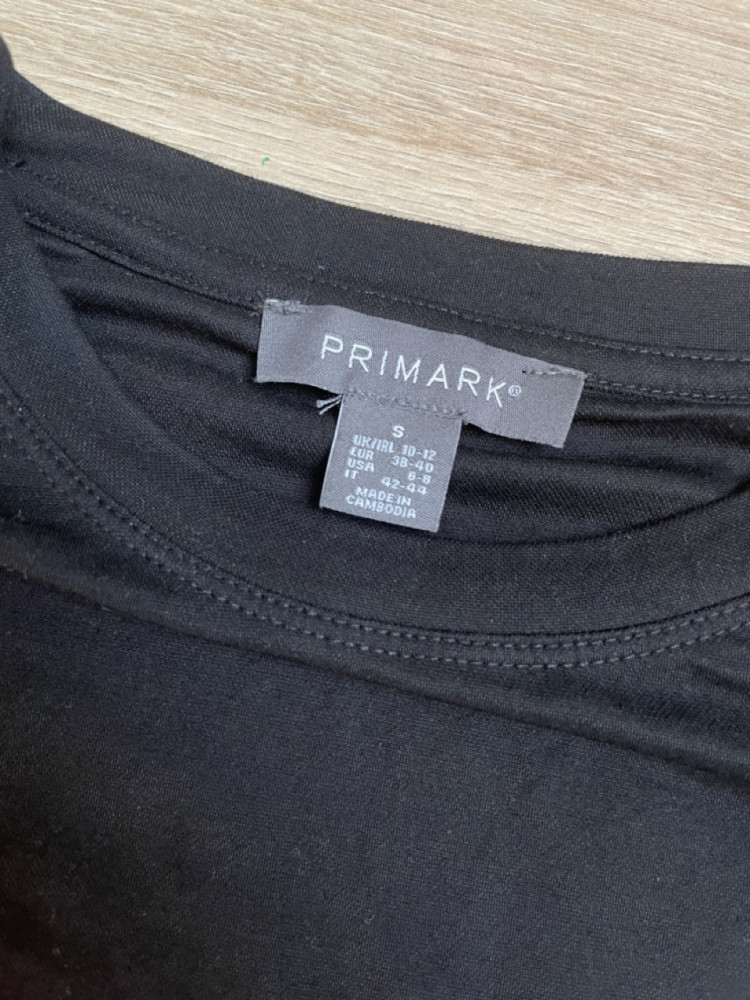 PRIMARK®
S
UK/IRL 10-12
EUR 38-40
USA 6-8
IT 42-44
MADE IN
CAMBODIA